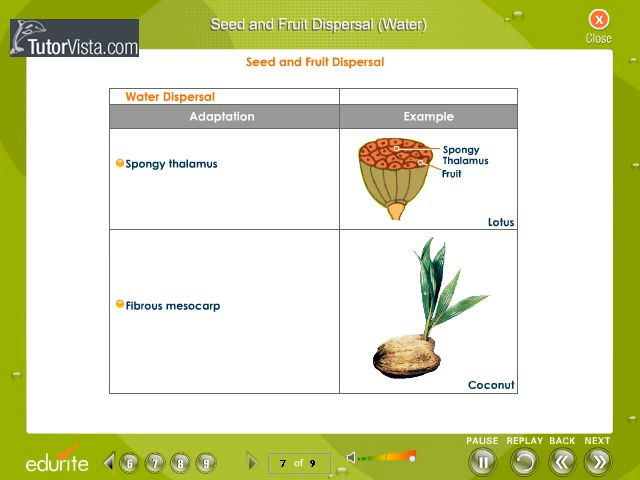 Seed and Fruit Dispersal (Water)
Close
TutorVista.com
Seed and Fruit Dispersal
Water Dispersal
Adaptation Example
Spongy thalamus
Spongy
Thalamus
Fruit
Lotus
Fibrous mesocarp
Coconut
PAUSE REPLAY BACK NEXT
edurite
6 7 8 9
7 of 9